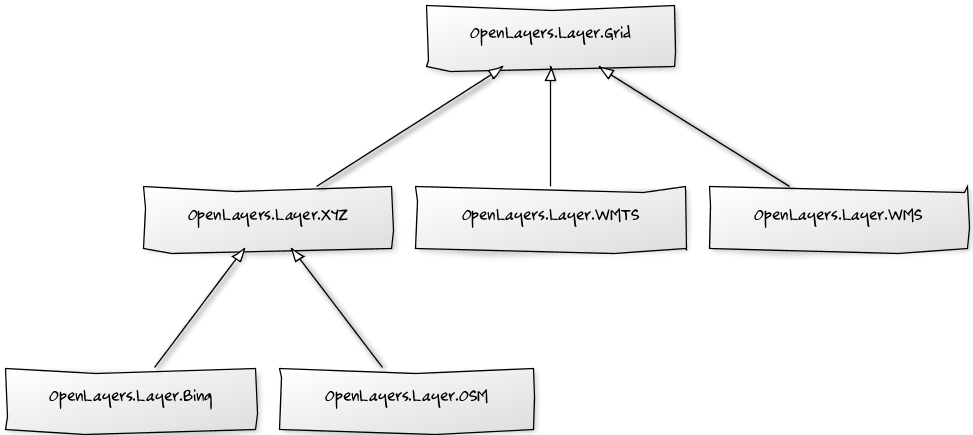 OpenLayers.Layer.Grid
OpenLayers.Layer.XYZ
OpenLayers.Layer.WMTS
OpenLayers.Layer.WMS
OpenLayers.Layer.Bing
OpenLayers.Layer.OSM